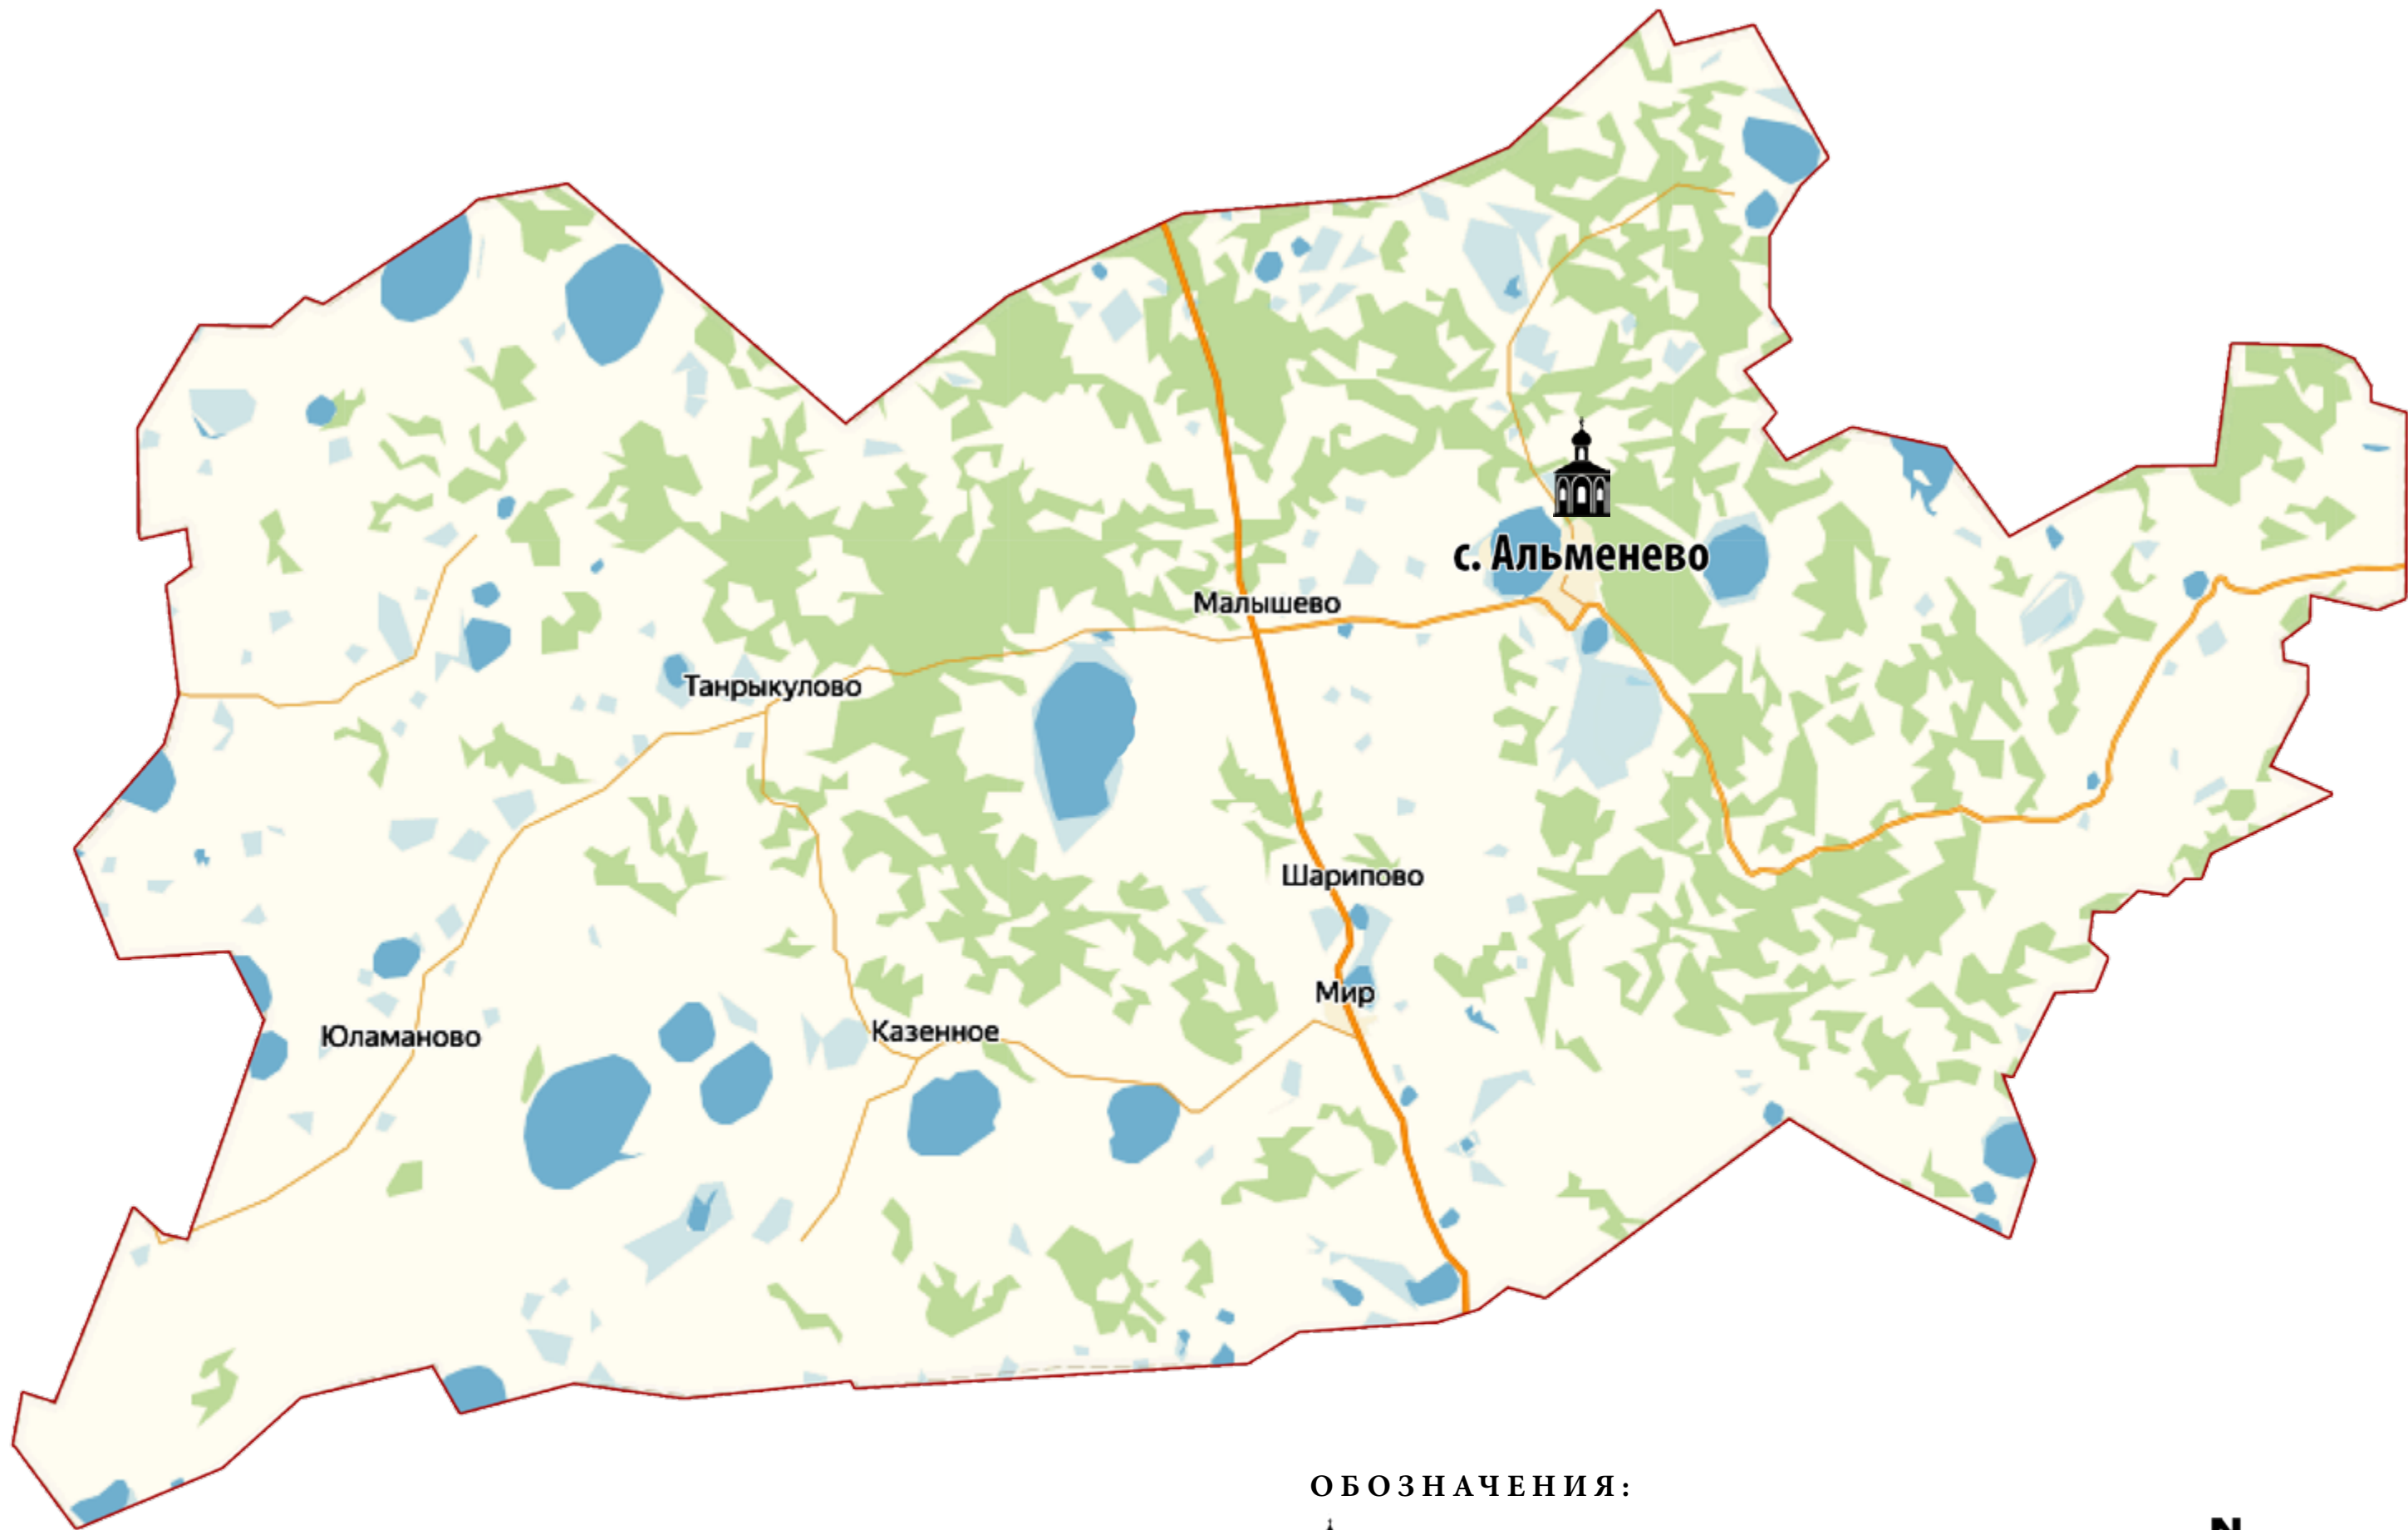 с. Альменево
Малышево
Танрыкулово
Шарипово
Мир
Казенное
Юламаново
ОБОЗНАЧЕНИЯ:
N